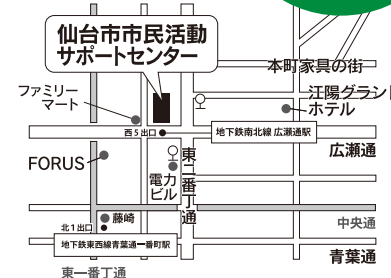 仙台市市民活動
サポートセンター
本町家具の街
ファミリー
マート
江陽グランド
ホテル
西5出口
地下鉄南北線 広瀬通駅
広瀬通
FORUS
電力
ビル
東二番丁通
藤崎
北1出口
中央通
地下鉄東西線青葉通一番町駅
青葉通
東一番丁通